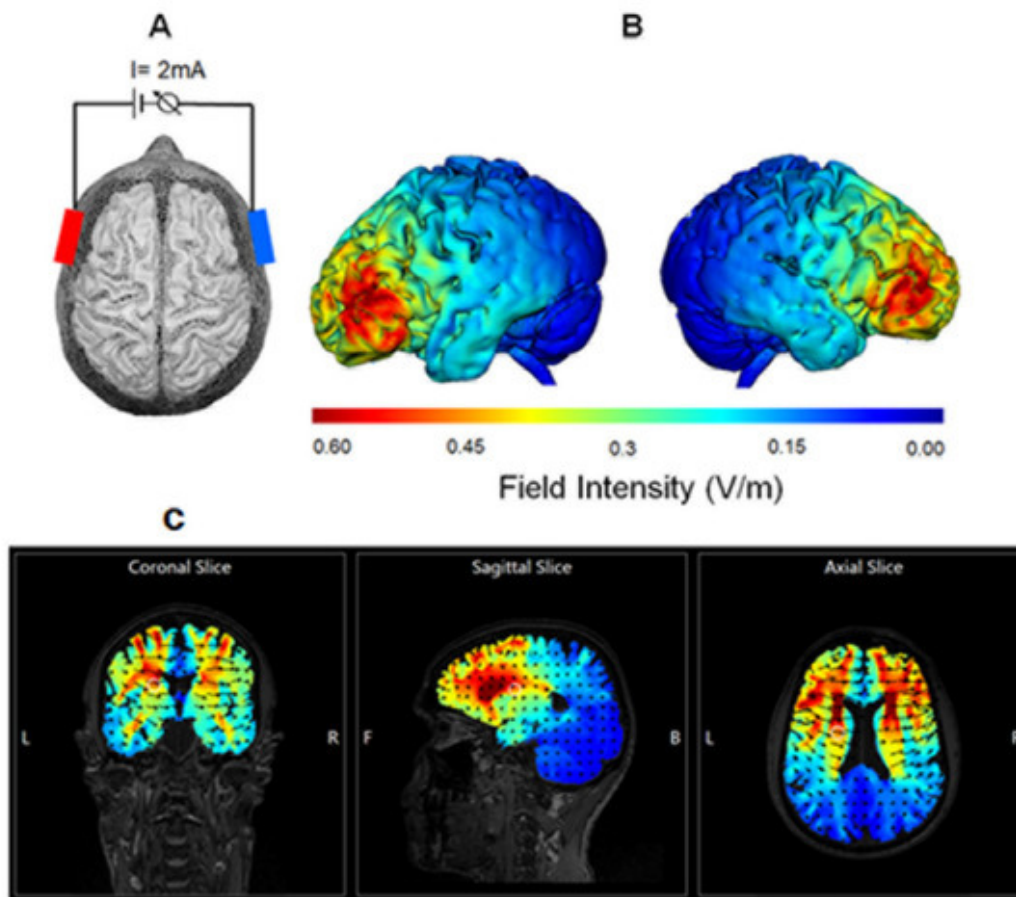 A
B
I= 2mA
0.60 0.45 0.3 0.15 0.00
Field Intensity (V/m)
C
Coronal Slice
Sagittal Slice
Axial Slice
L R F B L